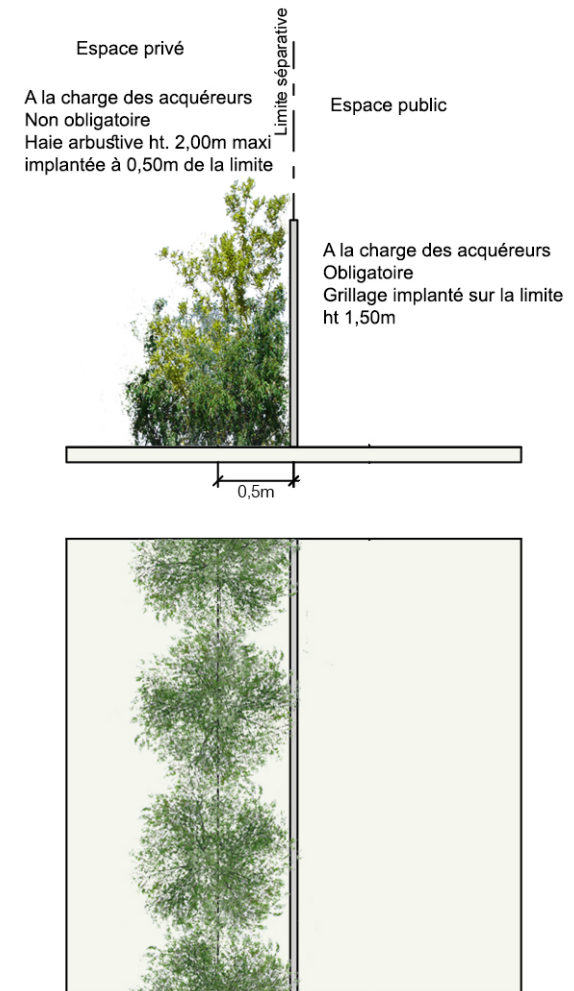 Espace privé
A la charge des acquéreurs
Non obligatoire
Haie arbustive ht. 2,00m maxi
implantée à 0,50m de la limite
Limite séparative
Espace public
A la charge des acquéreurs
Obligatoire
Grillage implanté sur la limite
ht 1,50m
0,5m